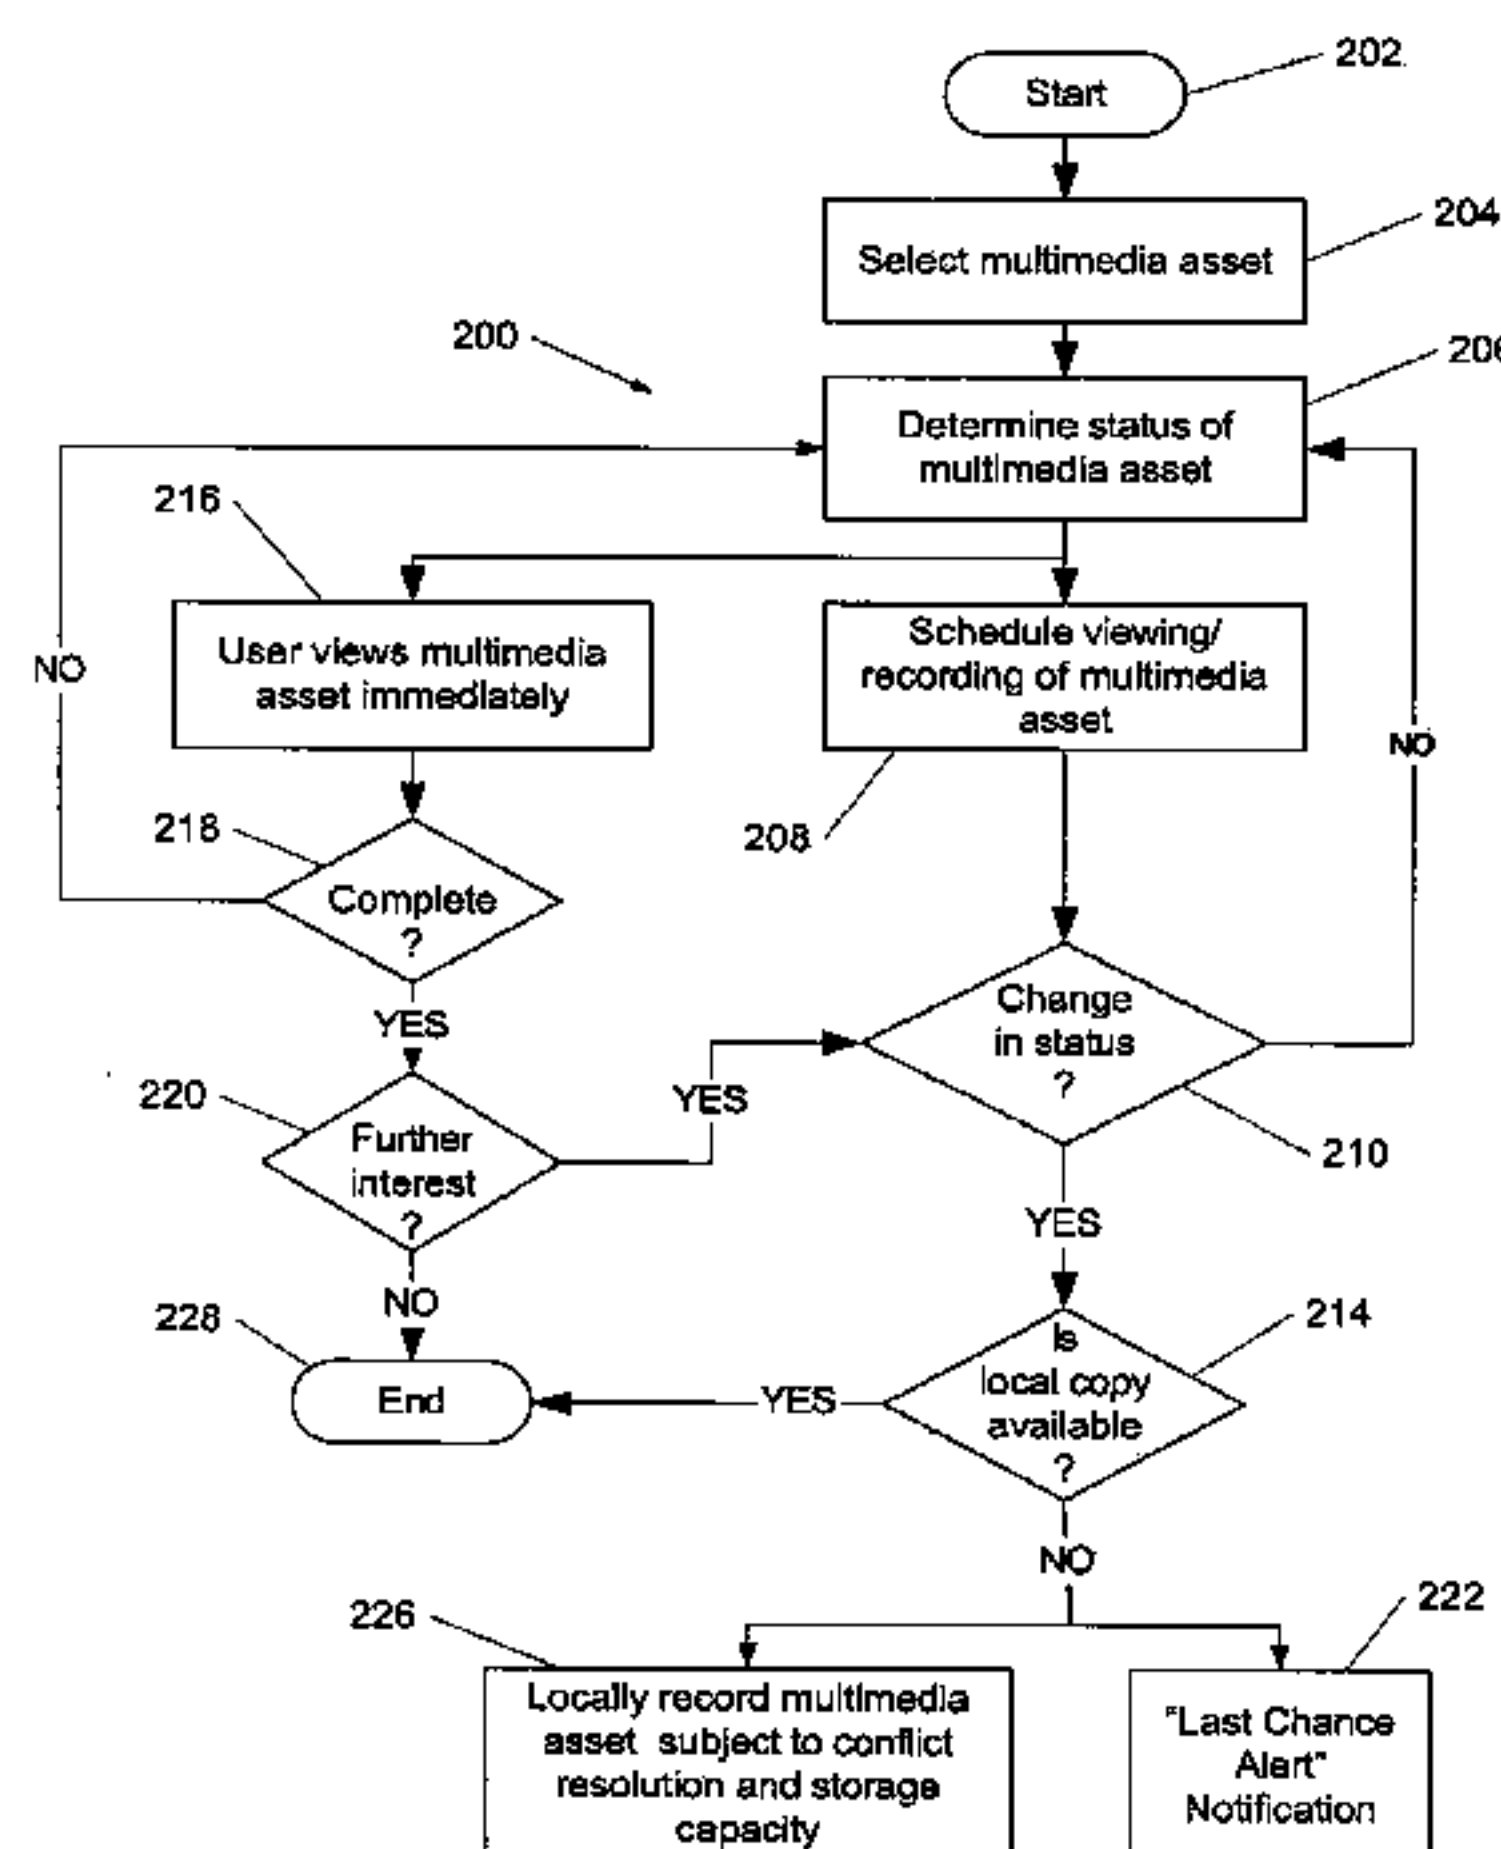 202
Start
204
Select multimedia asset
200
206
Determine status of
multimedia asset
216
User views multimedia
asset immediately
Schedule viewing/
recording of multimedia
asset
NO
NO
218
208
Complete
?
YES
Change
in status
?
220
YES
Further
interest
?
210
YES
NO
228
214
End
YES
Is
local copy
available
?
NO
226
222
Locally record multimedia
asset subject to conflict
resolution and storage
capacity
"Last Chance
Alert"
Notification